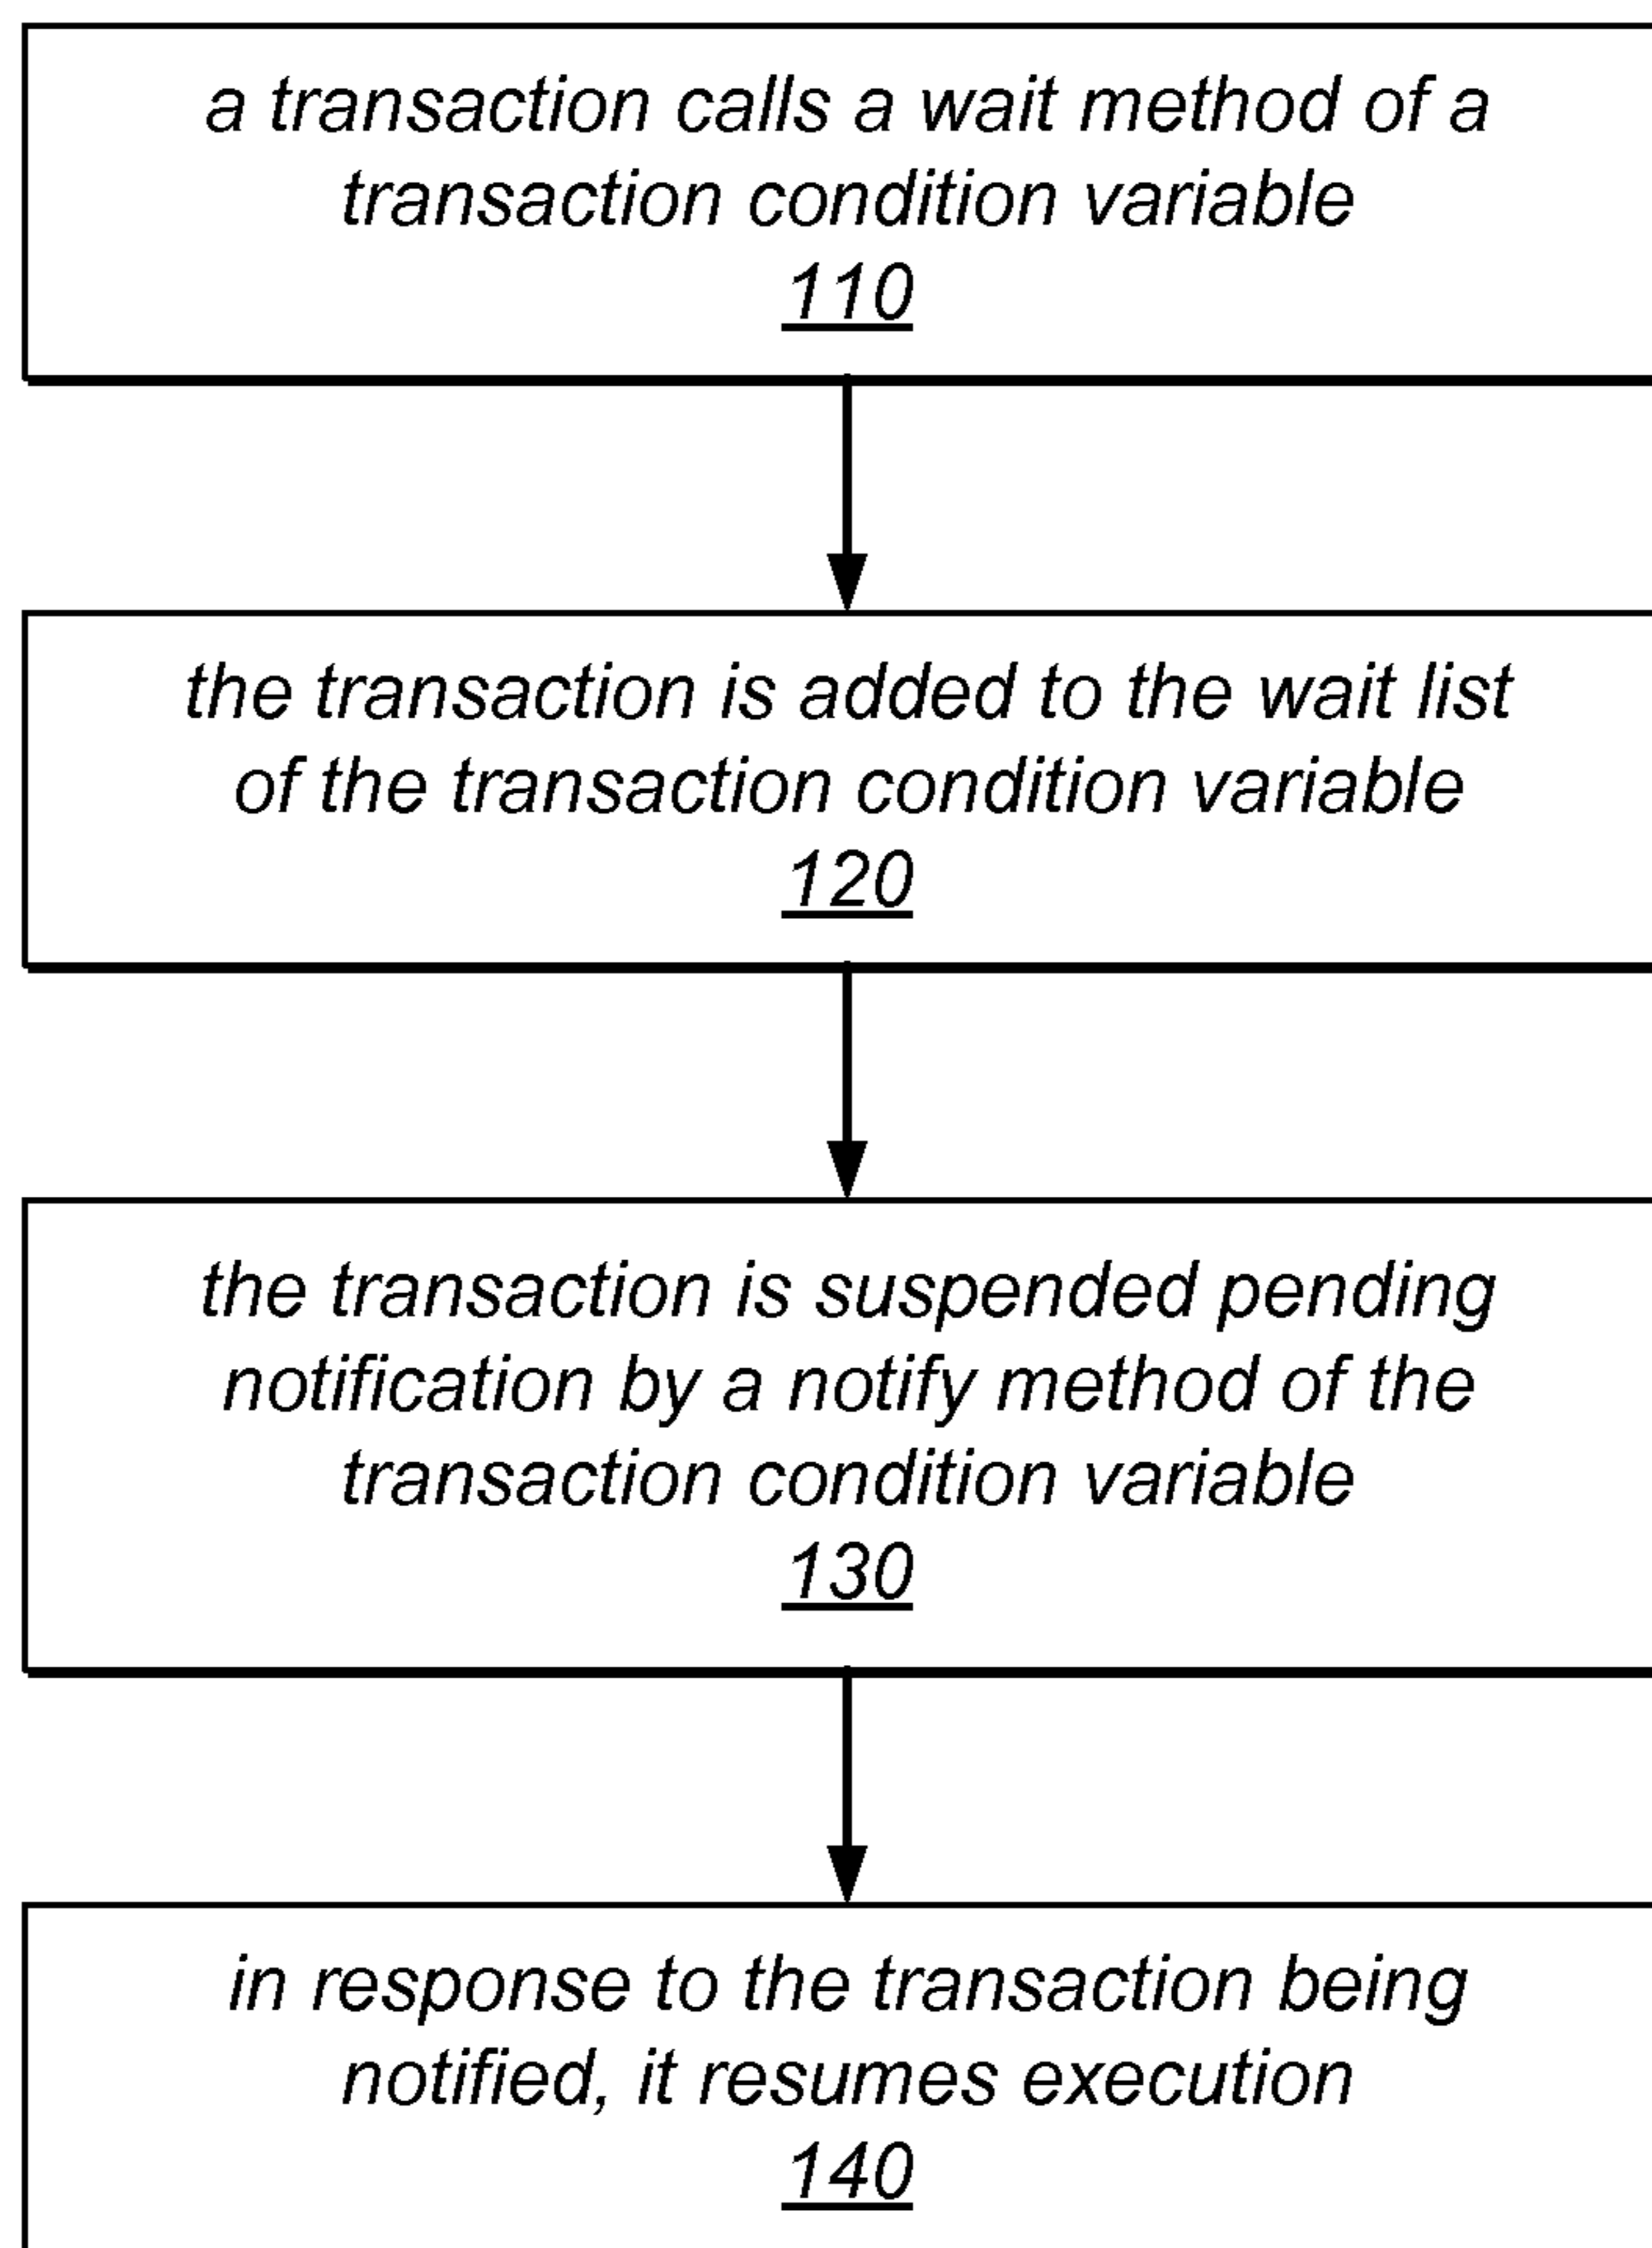 a transaction calls a wait method of a
transaction condition variable
110
the transaction is added to the wait list
of the transaction condition variable
120
the transaction is suspended pending
notification by a notify method of the
transaction condition variable
130
in response to the transaction being
notified, it resumes execution
140